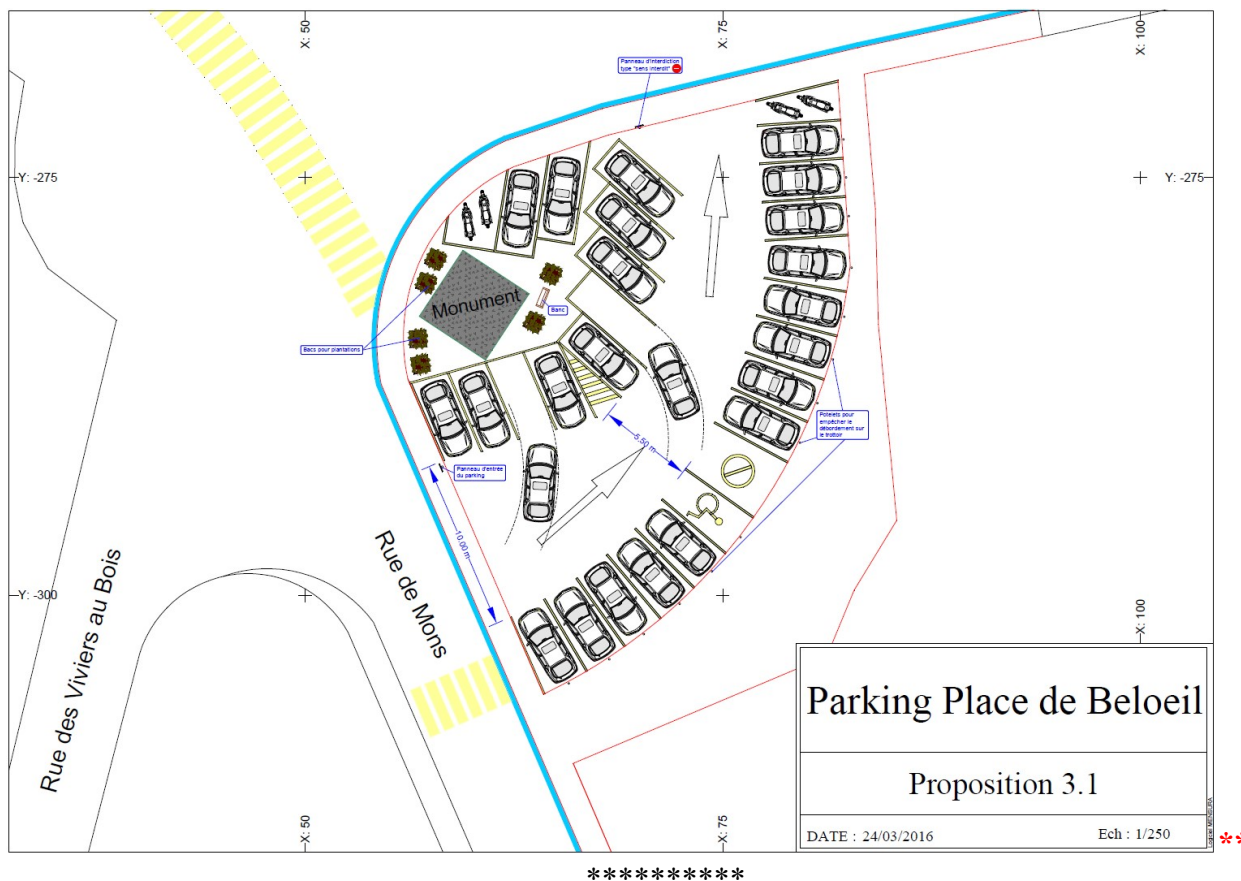 X: 50
X: 75
X: 100
Panneau d'interdiction
type "sens interdit"
Y: -275
Y: -275
Monument
Banc
Bacs pour plantations
Potelets pour
empêcher le
débordement sur
le trottoir
5.50 m
Panneau d'entrée
du parking
10.00 m
Rue de Mons
Rue des Viviers au Bois
Y: -300
X: 100
X: 50
X: 75
Parking Place de Beloeil
Proposition 3.1
DATE : 24/03/2016
Ech : 1/250
Logiciel MENSURA
**
**********